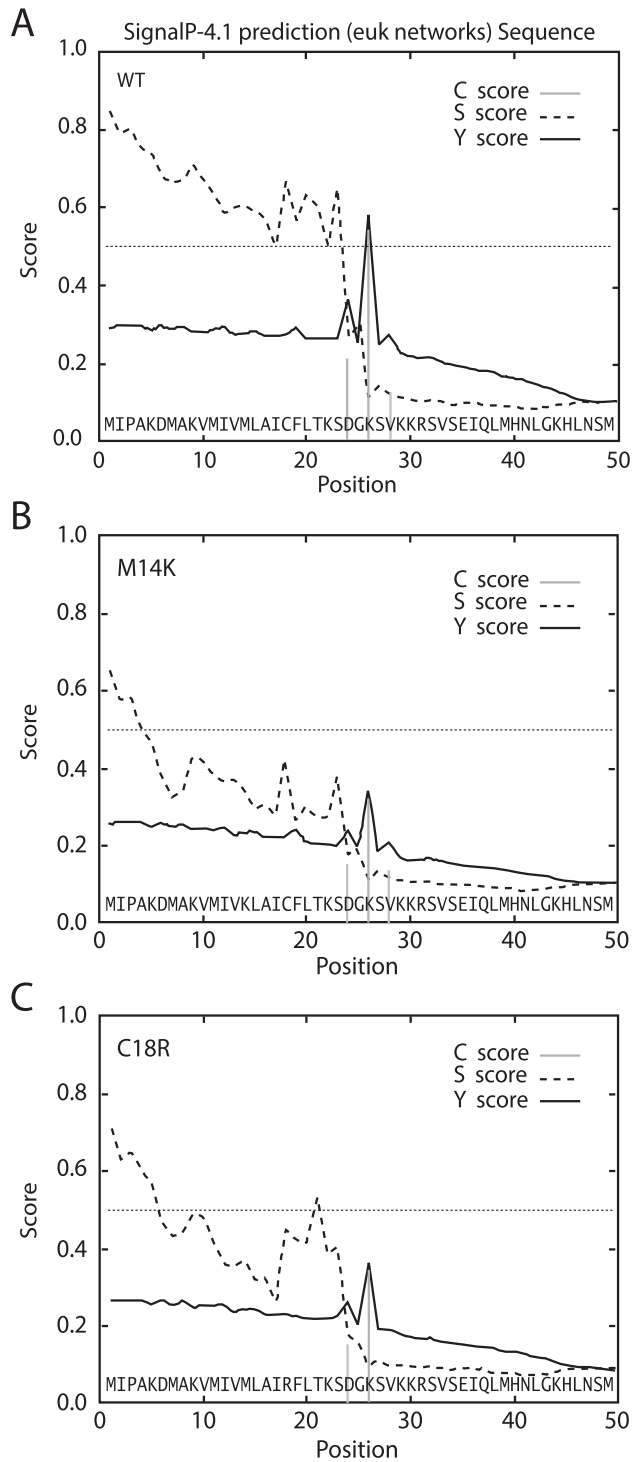 A
SignalP-4.1 prediction (euk networks) Sequence
1.0
WT
C score
S score
Y score
0.8
0.6
Score
0.4
0.2
MIPAKDMAKVMIVMLAICFLTKSDGKSVKKRSVSEIQLMHNLGKHLNSM
0.0
0 10 20 30 40 50
Position
B
1.0
M14K
C score
S score
Y score
0.8
0.6
Score
0.4
0.2
MIPAKDMAKVMIVKLAICFLTKSDGKSVKKRSVSEIQLMHNLGKHLNSM
0.0
0 10 20 30 40 50
Position
C
1.0
C18R
C score
S score
Y score
0.8
0.6
Score
0.4
0.2
MIPAKDMAKVMIVMLAIRFLTKSDGKSVKKRSVSEIQLMHNLGKHLNSM
0.0
0 10 20 30 40 50
Position